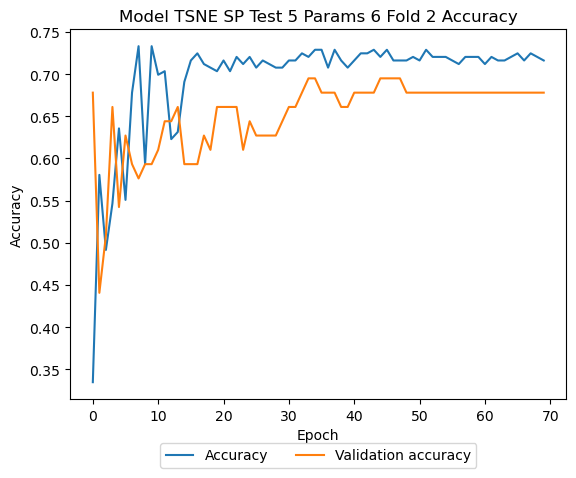 Model TSNE SP Test 5 Params 6 Fold 2 Accuracy
0.75
0.70
0.65
0.60
0.55
0.50
0.45
0.40
0.35
Accuracy
0 10 20 30 40 50 60 70
Epoch
Accuracy Validation accuracy